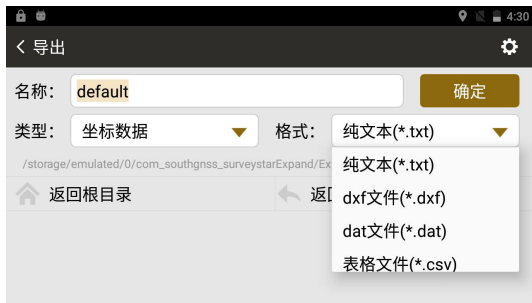 4:30
导出
名称： default 确定
类型： 坐标数据 格式： 纯文本(*.txt)
/storage/emulated/0/com_southgnss_surveystarExpand/Ex
纯文本(*.txt)
返回根目录 返回
dxf文件(*.dxf)
dat文件(*.dat)
表格文件(*.csv)